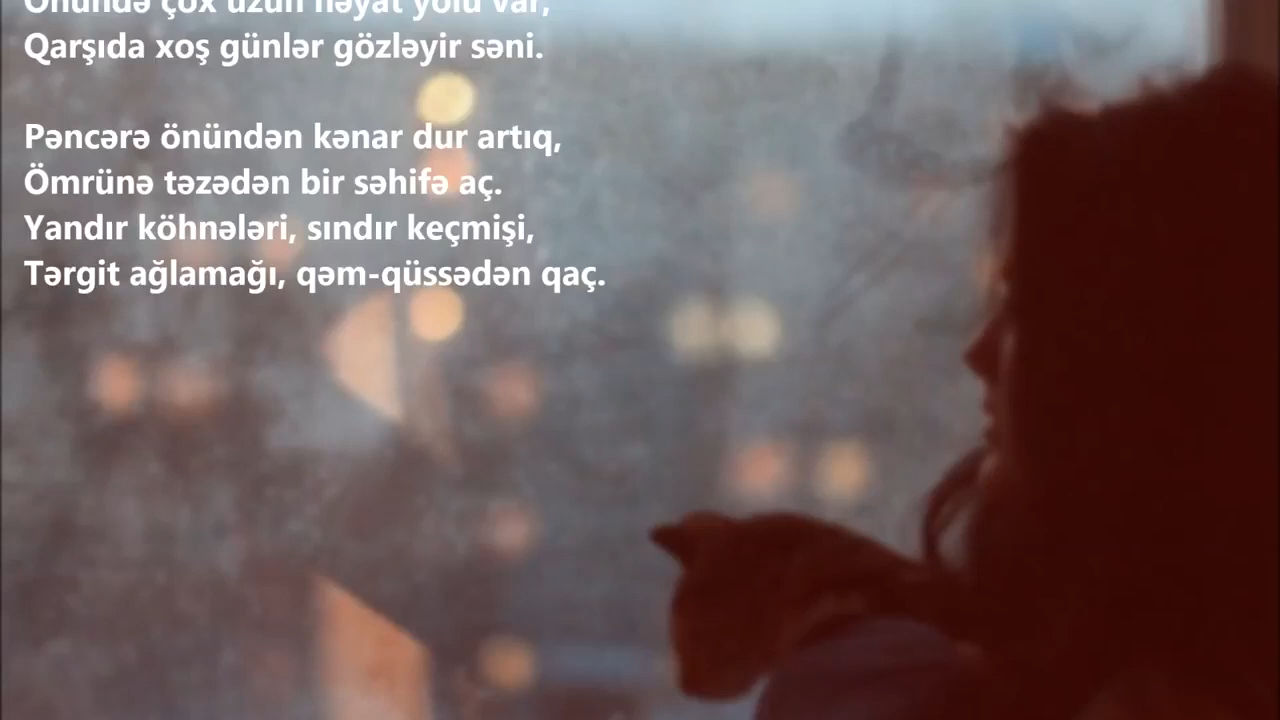 Önündə çox uzun həyat yolu var,
Qarşıda xoş günlər gözləyir səni.
Pəncərə önündən kənar dur artıq,
Ömrünə təzədən bir səhifə aç.
Yandır köhnələri, sındır keçmişi,
Tərgit ağlamağı, qəm-qüssədən qaç.